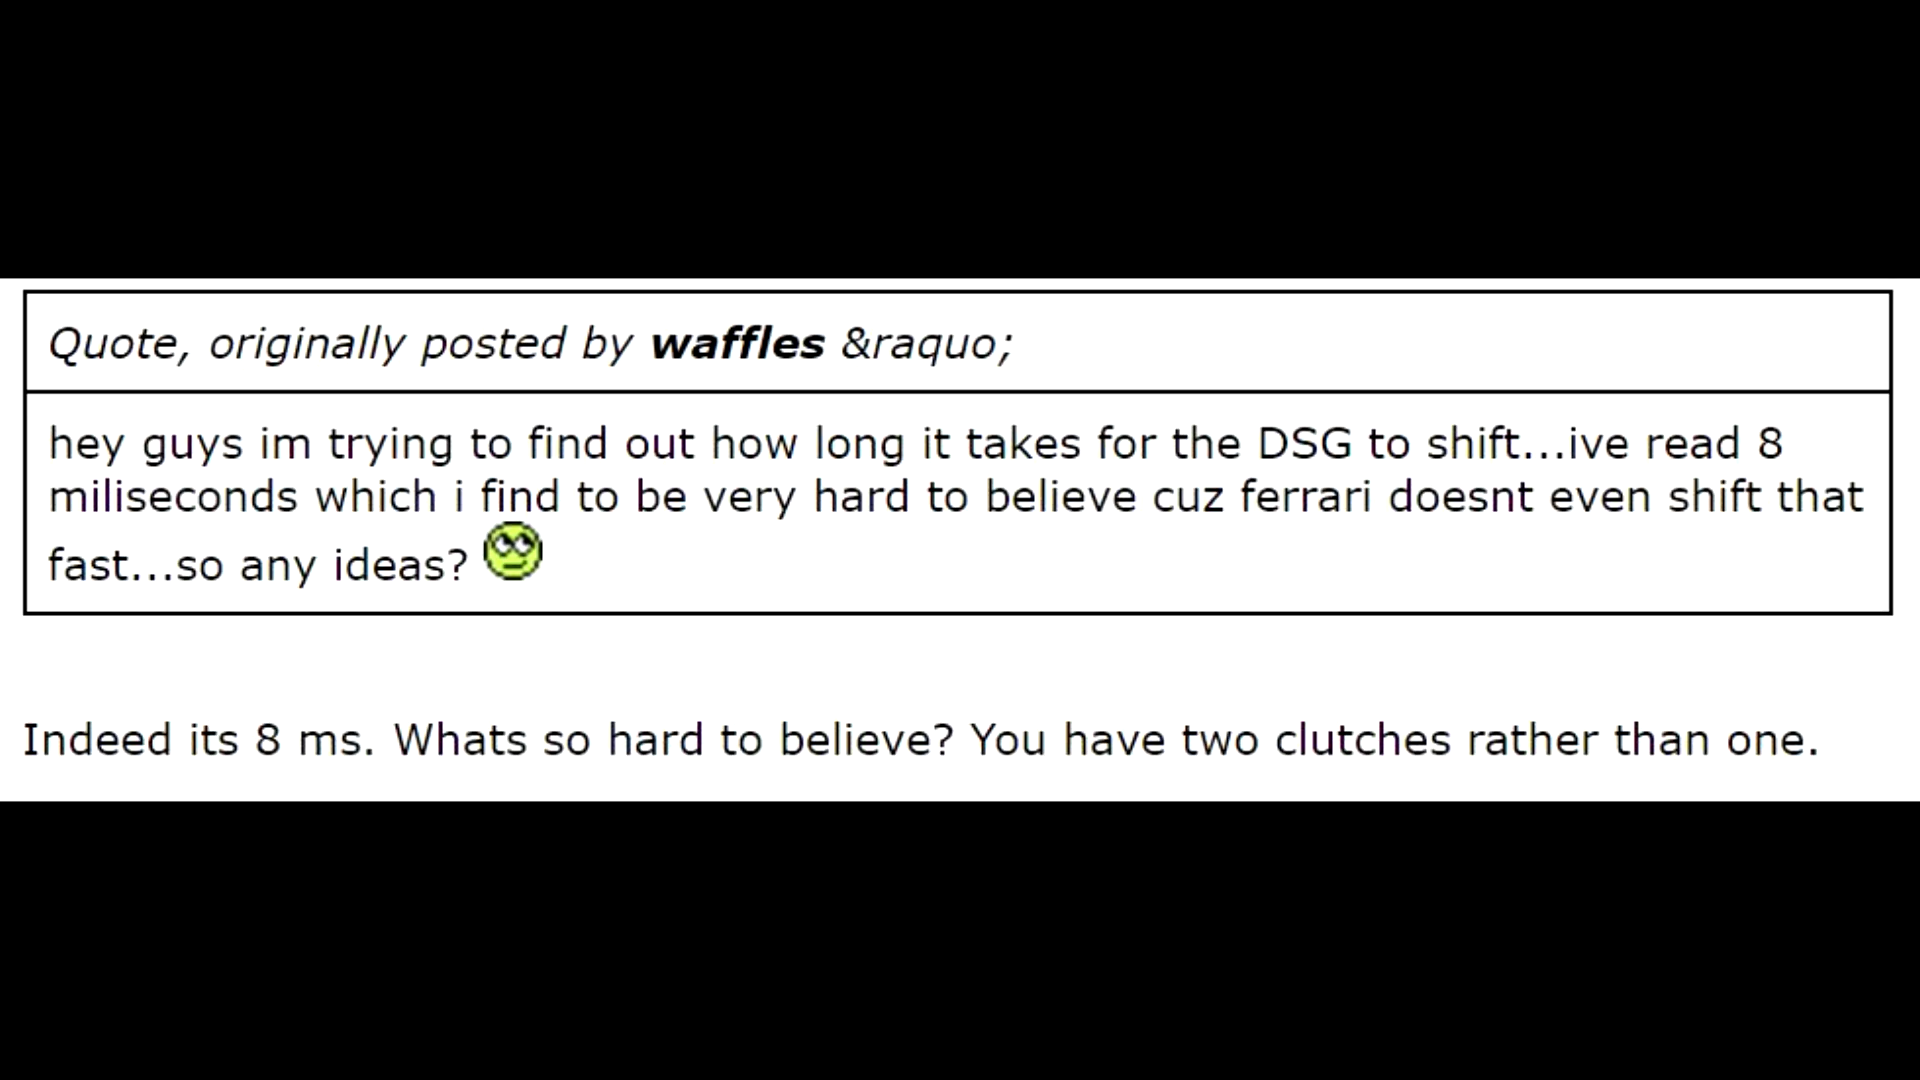 Quote, originally posted by waffles &raquo;
hey guys im trying to find out how long it takes for the DSG to shift...ive read 8
miliseconds which i find to be very hard to believe cuz ferrari doesnt even shift that
fast...so any ideas?
Indeed its 8 ms. Whats so hard to believe? You have two clutches rather than one.